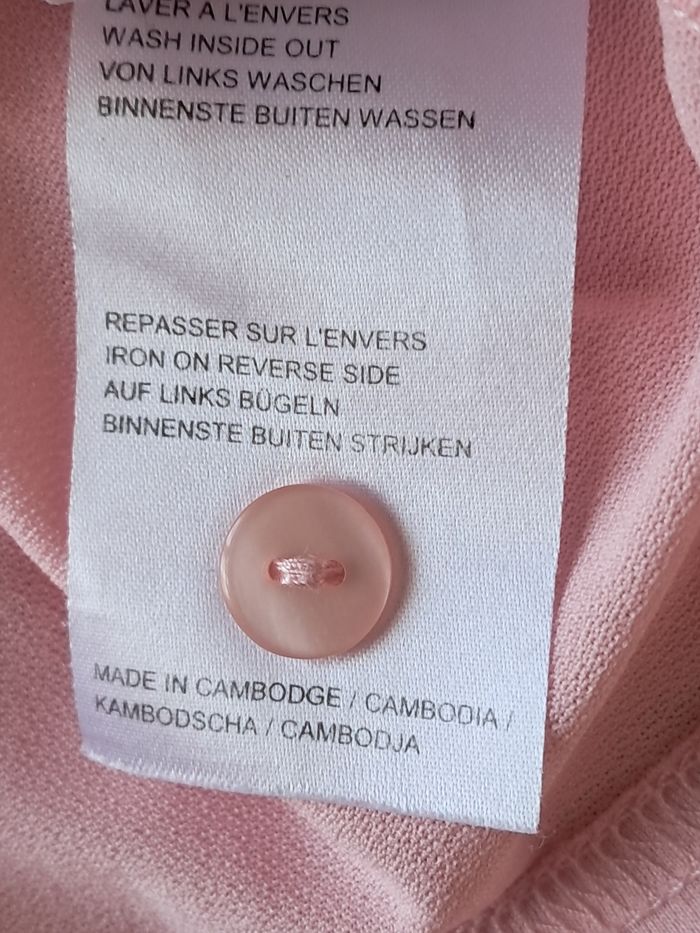 LAVER A L'ENVERS
WASH INSIDE OUT
VON LINKS WASCHEN
BINNENSTE BUITEN WASSEN
REPASSER SUR L'ENVERS
IRON ON REVERSE SIDE
AUF LINKS BÜGELN
BINNENSTE BUITEN STRIJKEN
MADE IN CAMBODGE / CAMBODIA /
KAMBODSCHA / CAMBODJA